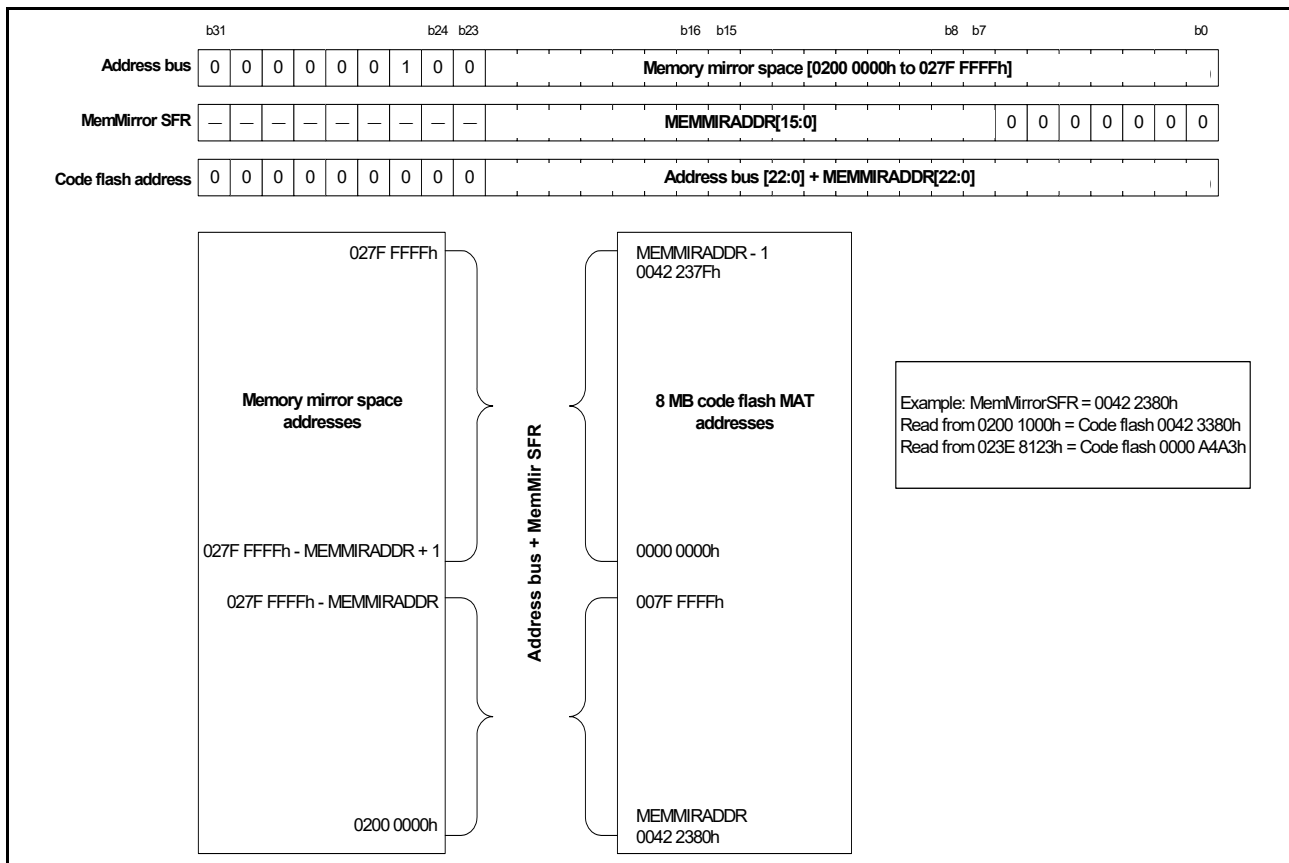 b31 b24 b23 b16 b15 b8 b7 b0
Address bus 0 0 0 0 0 0 1 0 0 Memory mirror space [0200 0000h to 027F FFFFh]
MemMirror SFR — — — — — — — — — MEMMIRADDR[15:0] 0 0 0 0 0 0 0
Code flash address 0 0 0 0 0 0 0 0 0 Address bus [22:0] + MEMMIRADDR[22:0]
027F FFFFh
Memory mirror space
addresses
027F FFFFh - MEMMIRADDR + 1
027F FFFFh - MEMMIRADDR
0200 0000h
Address bus + MemMir SFR
MEMMIRADDR - 1
0042 237Fh
8 MB code flash MAT
addresses
0000 0000h
007F FFFFh
MEMMIRADDR
0042 2380h
Example: MemMirrorSFR = 0042 2380h
Read from 0200 1000h = Code flash 0042 3380h
Read from 023E 8123h = Code flash 0000 A4A3h